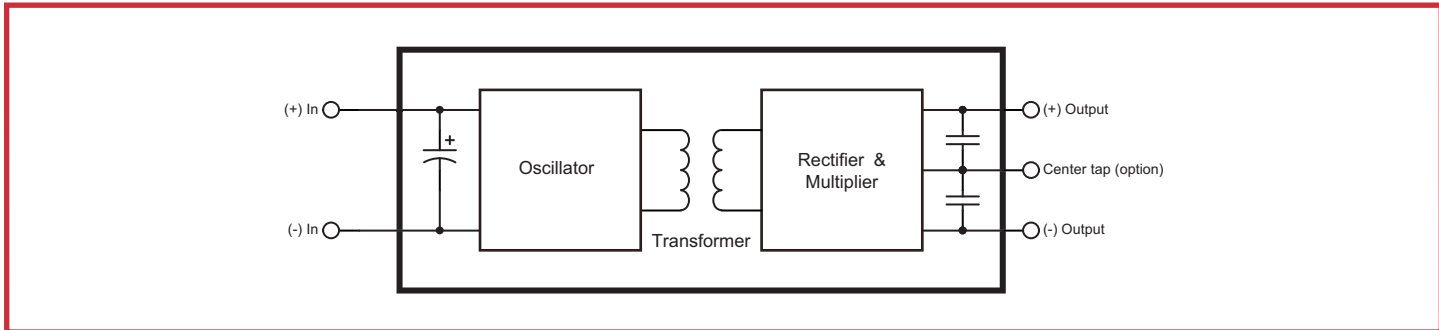 (+) In
(-) In
+
Oscillator
Transformer
Rectifier &
Multiplier
(+) Output
Center tap (option)
(-) Output